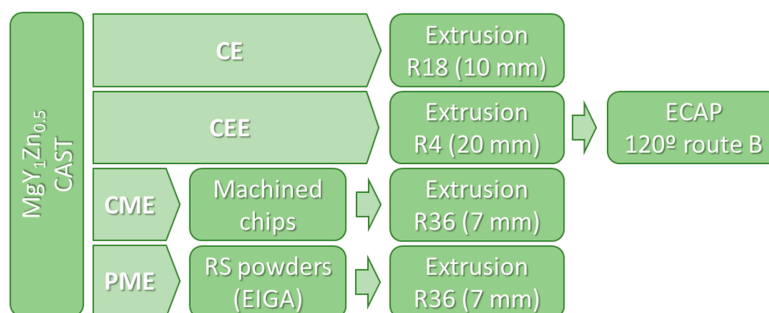 MgY₁Zn₀.₅
CAST
CE
Extrusion
R18 (10 mm)
CEE
Extrusion
R4 (20 mm)
ECAP
120º route B
CME
Machined
chips
Extrusion
R36 (7 mm)
PME
RS powders
(EIGA)
Extrusion
R36 (7 mm)